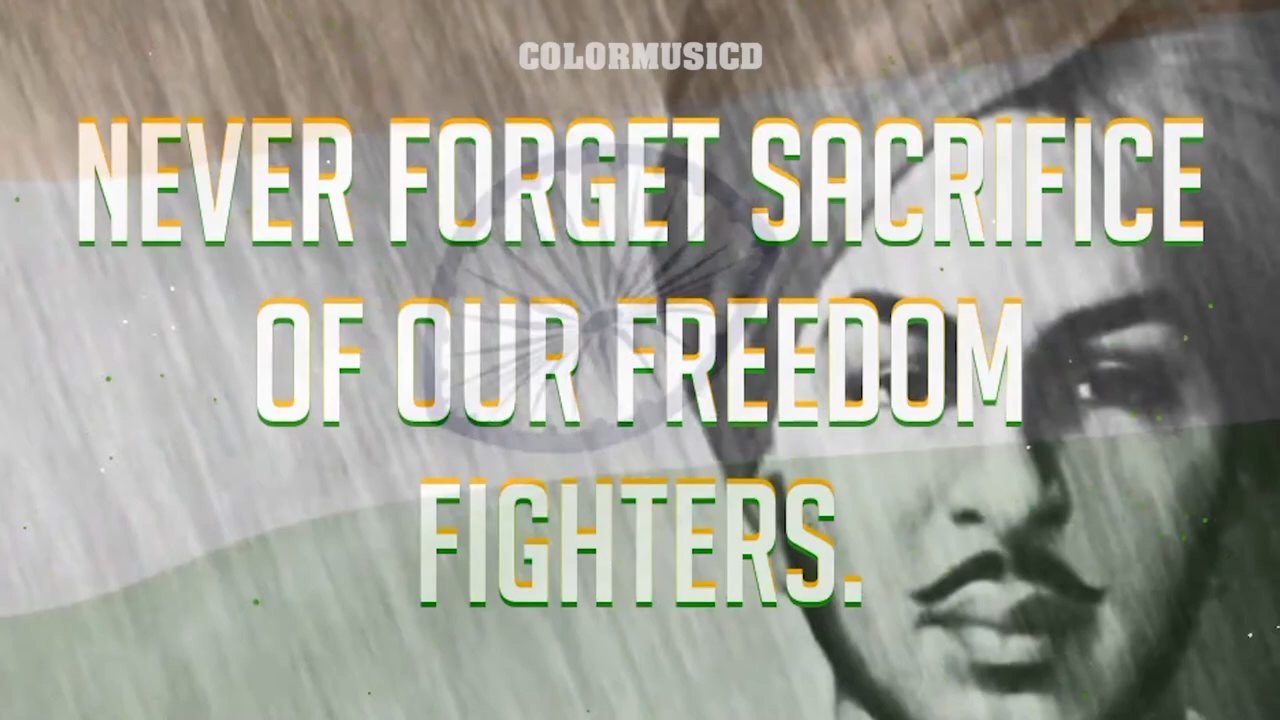 COLORMUSICD
NEVER FORGET SACRIFICE
OF OUR FREEDOM
FIGHTERS.